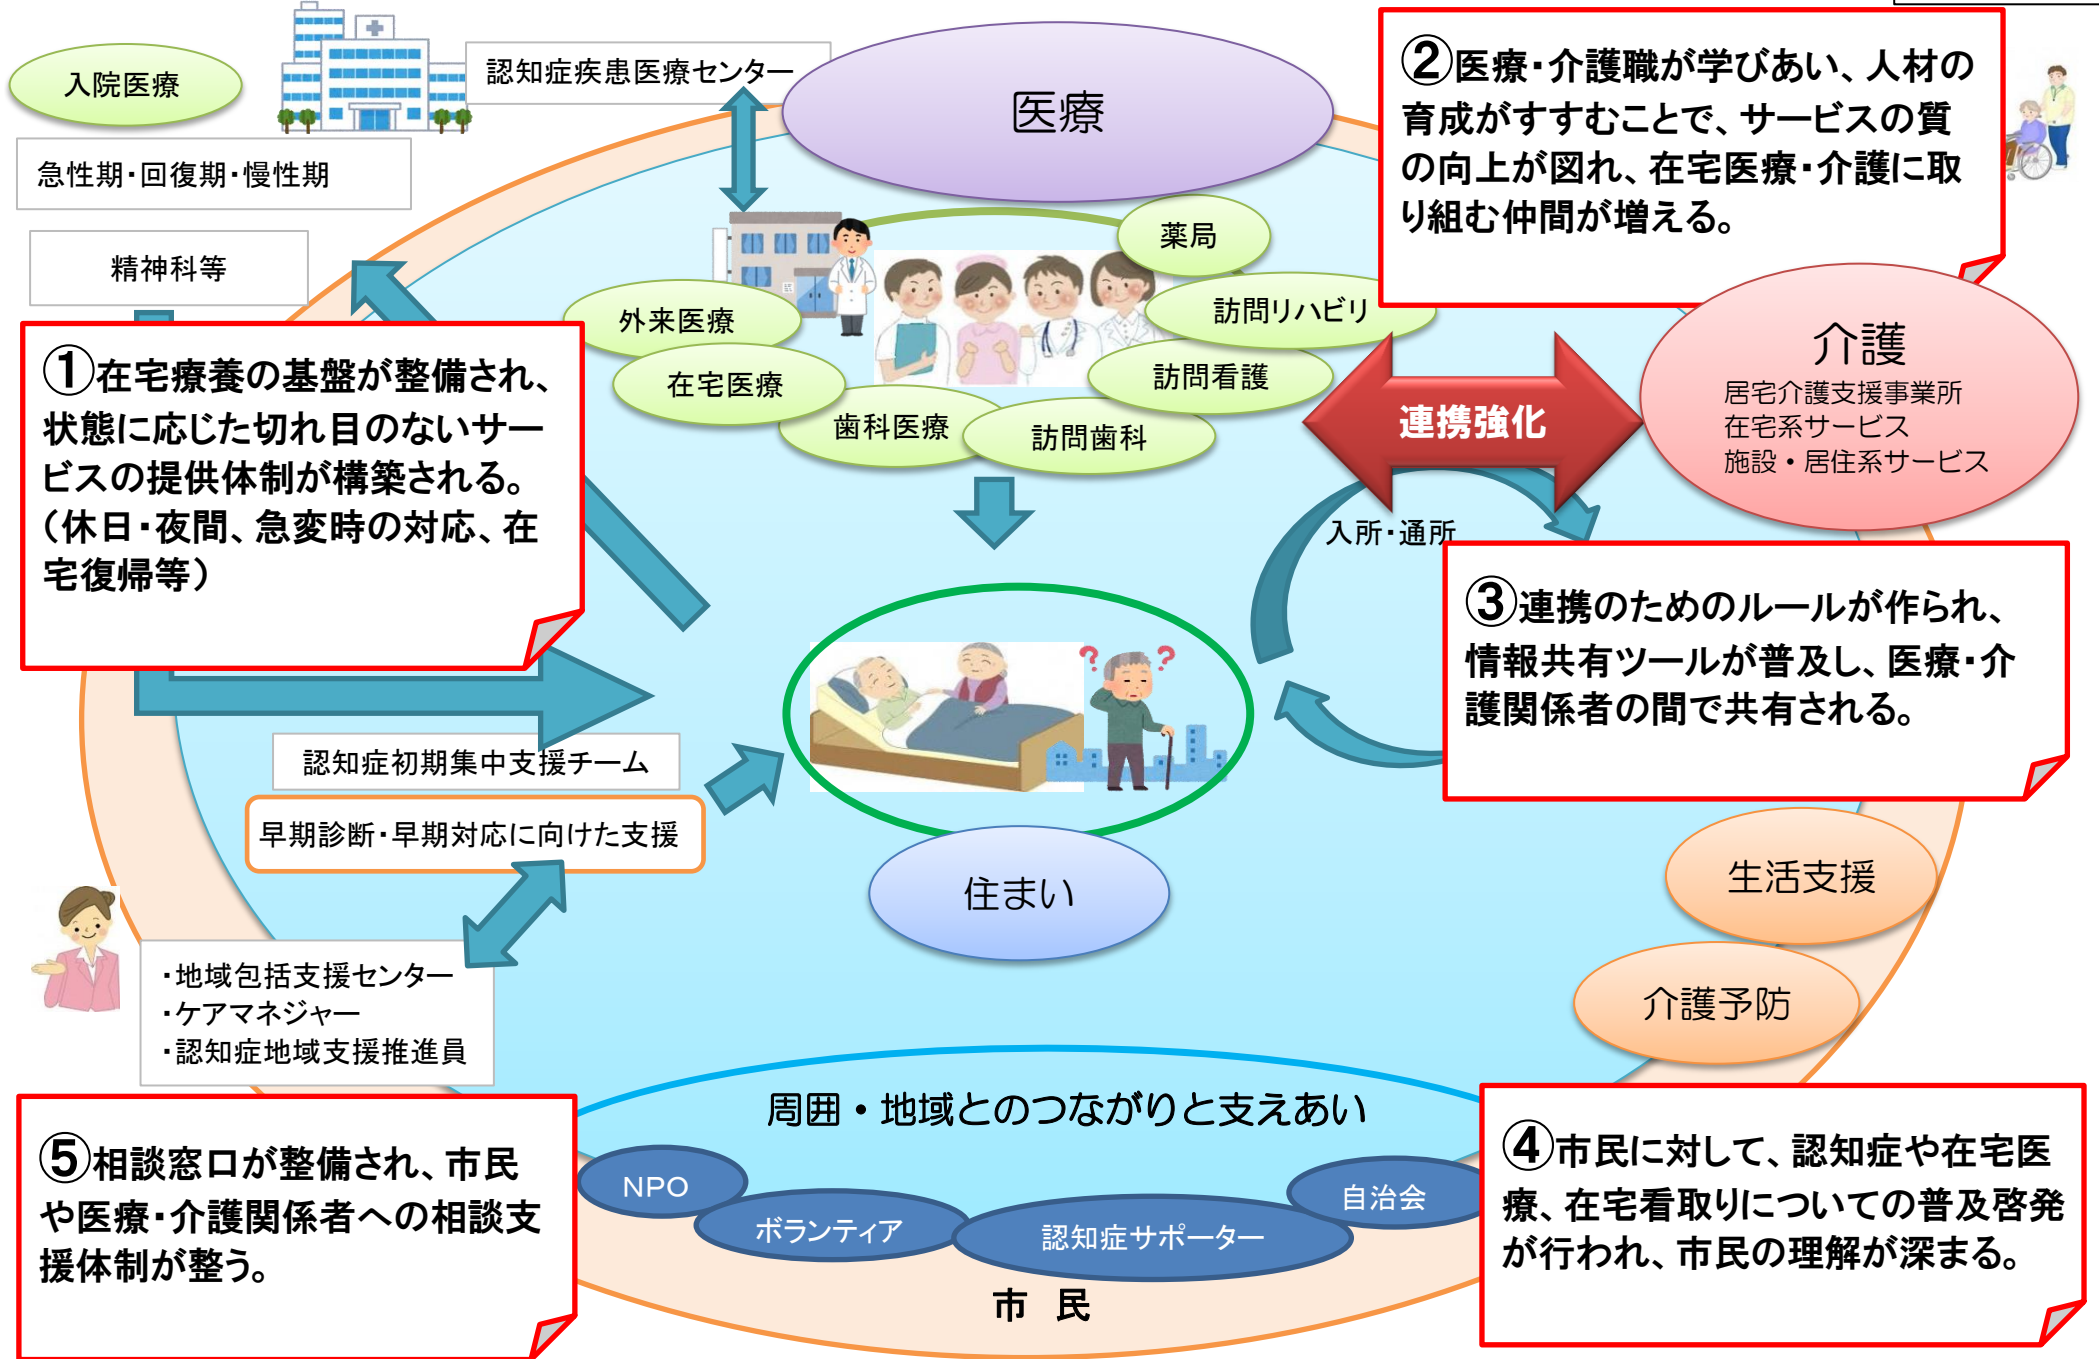 入院医療
認知症疾患医療センター
急性期・回復期・慢性期
精神科等
医療
②医療・介護職が学びあい、人材の
育成がすすむことで、サービスの質
の向上が図れ、在宅医療・介護に取
り組む仲間が増える。
薬局
訪問リハビリ
外来医療
訪問看護
在宅医療
歯科医療
訪問歯科
連携強化
介護
居宅介護支援事業所
在宅系サービス
施設・居住系サービス
①在宅療養の基盤が整備され、
状態に応じた切れ目のないサー
ビスの提供体制が構築される。
（休日・夜間、急変時の対応、在
宅復帰等）
入所・通所
③連携のためのルールが作られ、
情報共有ツールが普及し、医療・介
護関係者の間で共有される。
??
認知症初期集中支援チーム
早期診断・早期対応に向けた支援
住まい
生活支援
介護予防
・地域包括支援センター
・ケアマネジャー
・認知症地域支援推進員
周囲・地域とのつながりと支えあい
NPO
ボランティア
認知症サポーター
自治会
市 民
⑤相談窓口が整備され、市民
や医療・介護関係者への相談支
援体制が整う。
④市民に対して、認知症や在宅医
療、在宅看取りについての普及啓発
が行われ、市民の理解が深まる。